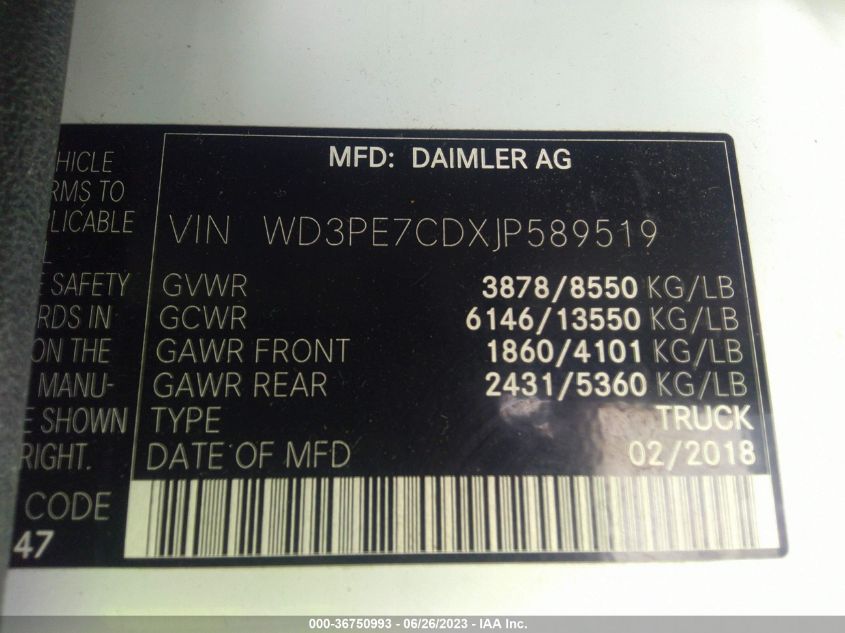 HICLE
RMS TO
LICABLE
L
E SAFETY
RDS IN
ON THE
MANU-
E SHOWN
RIGHT.
CODE
47
MFD: DAIMLER AG
VIN WD3PE7CDXJP589519
GVWR 3878/8550 KG/LB
GCWR 6146/13550 KG/LB
GAWR FRONT 1860/4101 KG/LB
GAWR REAR 2431/5360 KG/LB
TYPE TRUCK
DATE OF MFD 02/2018
000-36750993 - 06/26/2023 - IAA Inc.